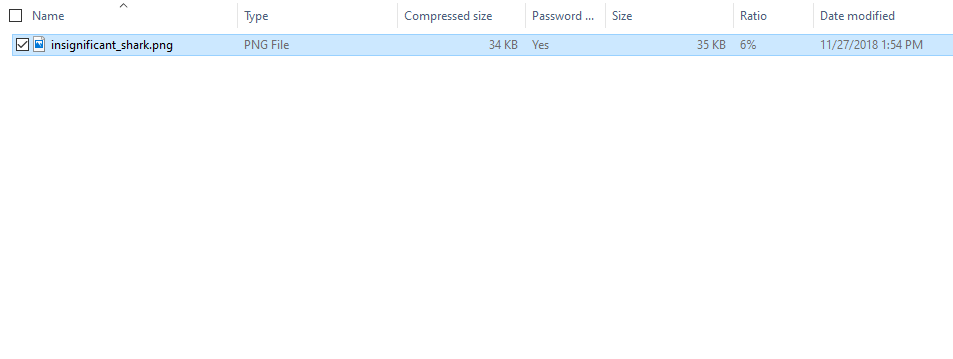 Name Type Compressed size Password ... Size Ratio Date modified
insignificant_shark.png PNG File 34 KB Yes 35 KB 6% 11/27/2018 1:54 PM